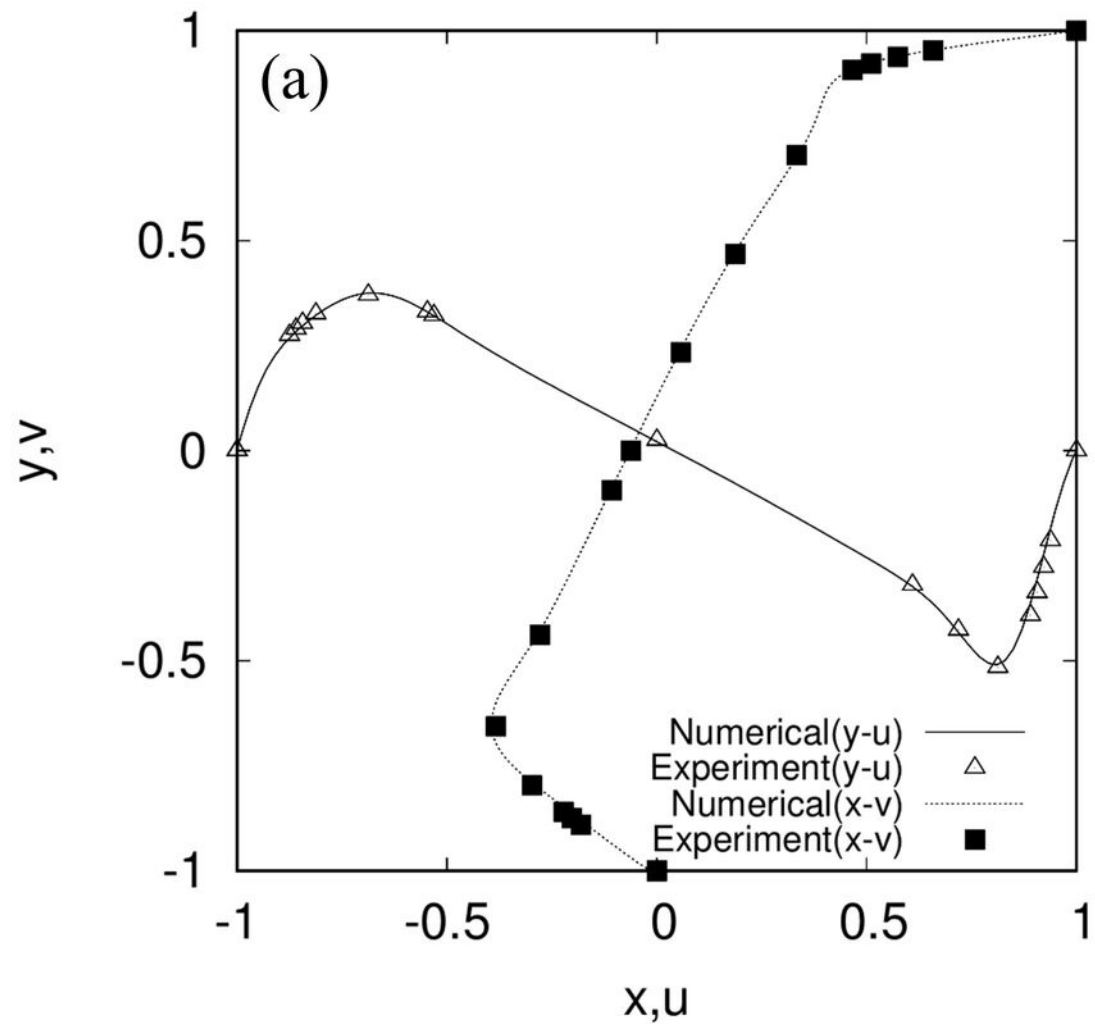 (a)
1
0.5
0
-0.5
-1
y,v
Numerical(y-u)
Experiment(y-u)
Numerical(x-v)
Experiment(x-v)
-1 -0.5 0 0.5 1
x,u